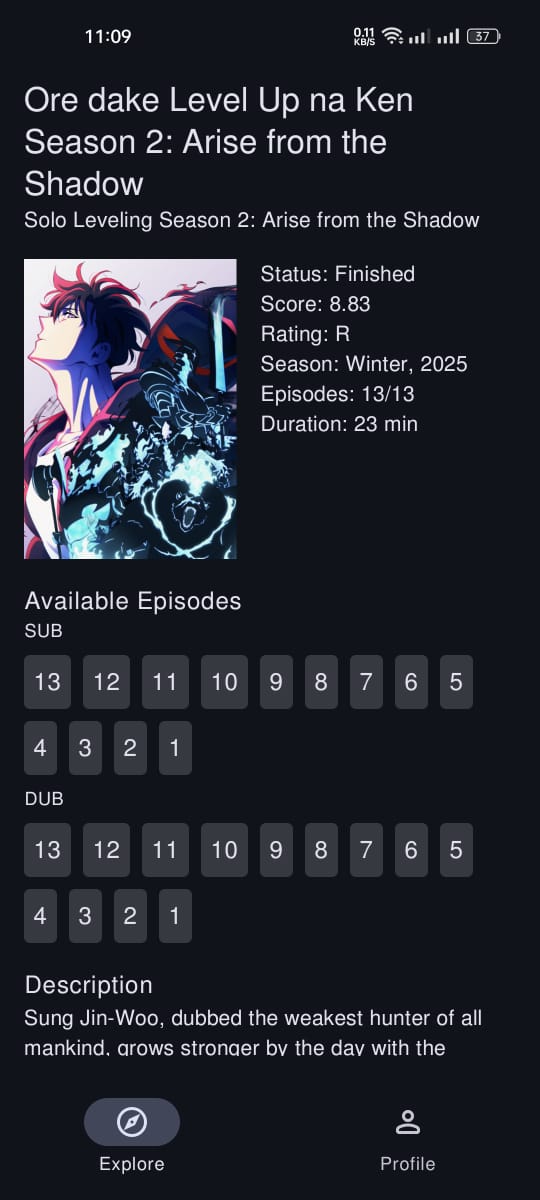 11:09
0.11
KB/S
37
Ore dake Level Up na Ken
Season 2: Arise from the
Shadow
Solo Leveling Season 2: Arise from the Shadow
Status: Finished
Score: 8.83
Rating: R
Season: Winter, 2025
Episodes: 13/13
Duration: 23 min
Available Episodes
SUB
13 12 11 10 9 8 7 6 5
4 3 2 1
DUB
13 12 11 10 9 8 7 6 5
4 3 2 1
Description
Sung Jin-Woo, dubbed the weakest hunter of all
mankind, grows stronger by the day with the
Explore
Profile